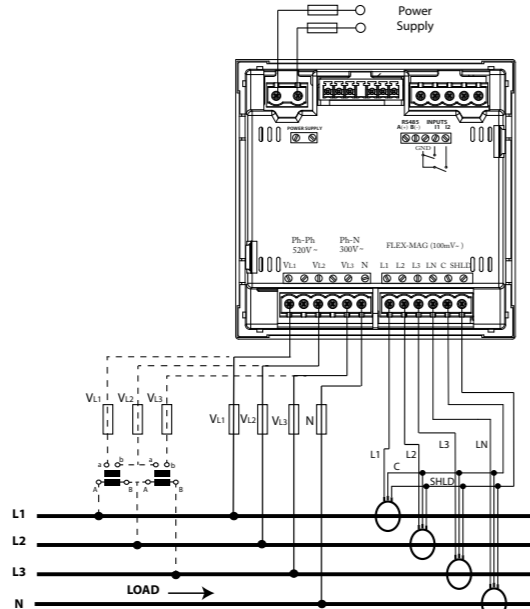 Power
Supply
POWER SUPPLY
RS485 INPUTS
A(+) B(-) I1 I2
GND
Ph-Ph Ph-N FLEX-MAG (100mV~)
520V~ 300V~
VL1 VL2 VL3 N L1 L2 L3 LN C SHLD
VL1 VL2 VL3 VL1 VL2 VL3 N
L1 L2 L3 LN
C
SHLD
a b a b
A B A B
L1
L2
L3
LOAD
N